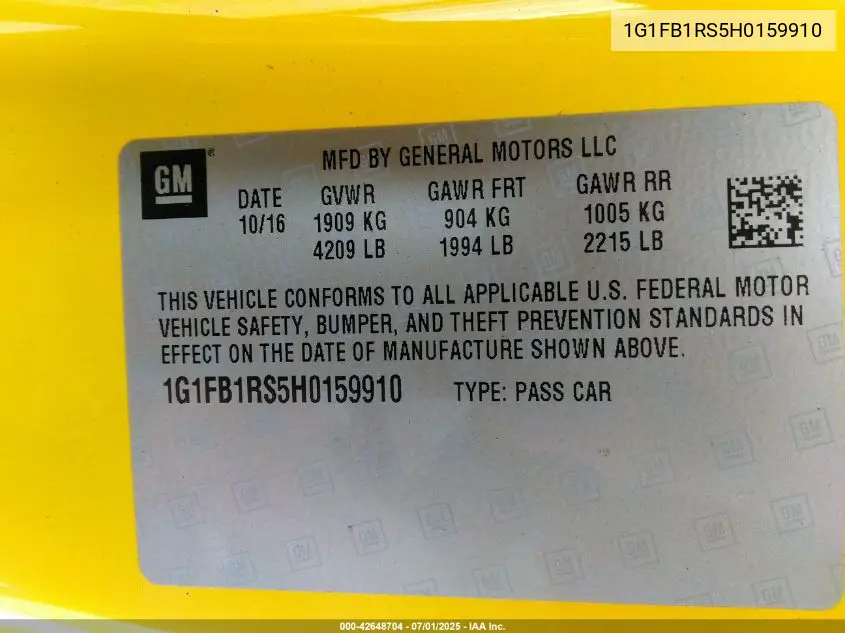 1G1FB1RS5H0159910
GM
MFD BY GENERAL MOTORS LLC
DATE GVWR GAWR FRT GAWR RR
10/16 1909 KG 904 KG 1005 KG
4209 LB 1994 LB 2215 LB
THIS VEHICLE CONFORMS TO ALL APPLICABLE U.S. FEDERAL MOTOR
VEHICLE SAFETY, BUMPER, AND THEFT PREVENTION STANDARDS IN
EFFECT ON THE DATE OF MANUFACTURE SHOWN ABOVE.
1G1FB1RS5H0159910 TYPE: PASS CAR
000-42648704 - 07/01/2025 - IAA Inc.